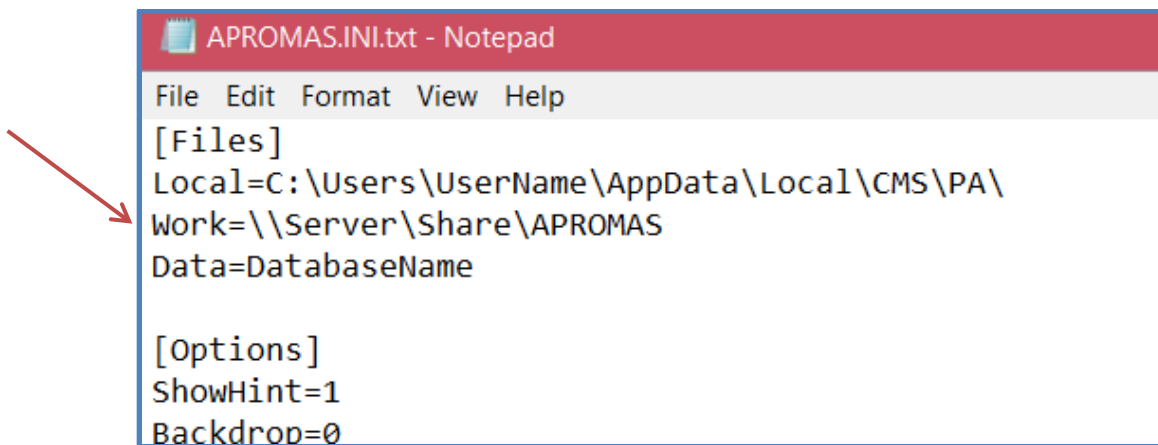 APROMAS.INI.txt - Notepad
File Edit Format View Help
[Files]
Local=C:\Users\UserName\AppData\Local\CMS\PA\
Work=\\Server\Share\APROMAS
Data=DatabaseName
[Options]
ShowHint=1
Backdrop=0